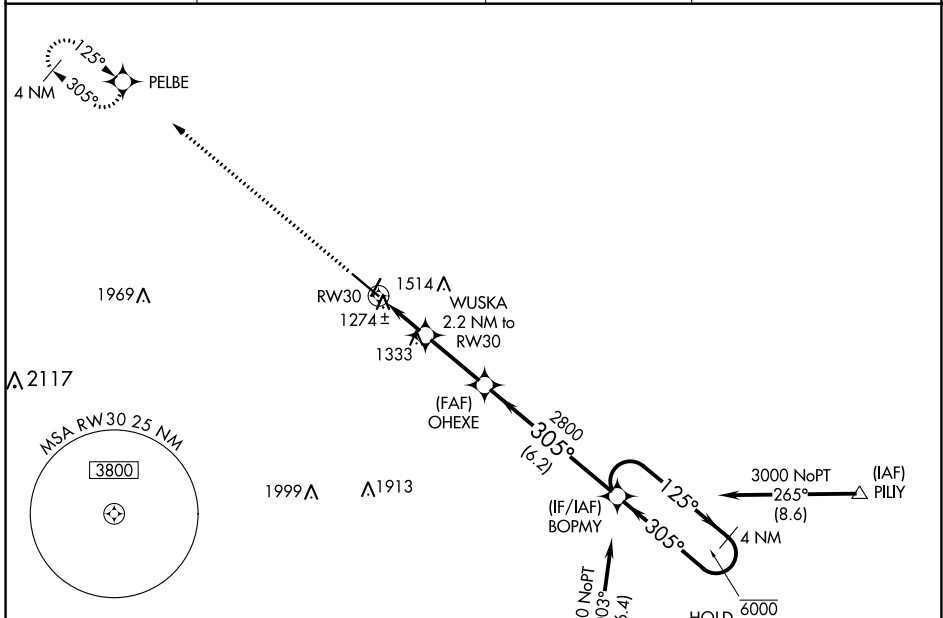 125°
305°
4 NM
PELBE
1969
RW30
1514
1274±
WUSKA
2.2 NM to
RW30
1333
2117
(FAF)
OHEXE
2800
305°
(6.2)
MSA RW30 25 NM
3800
1999
1913
(IF/IAF)
BOPMY
125°
305°
4 NM
3000 NoPT
265°
(8.6)
(IAF)
PILIY
NoPT
HOLD
6000